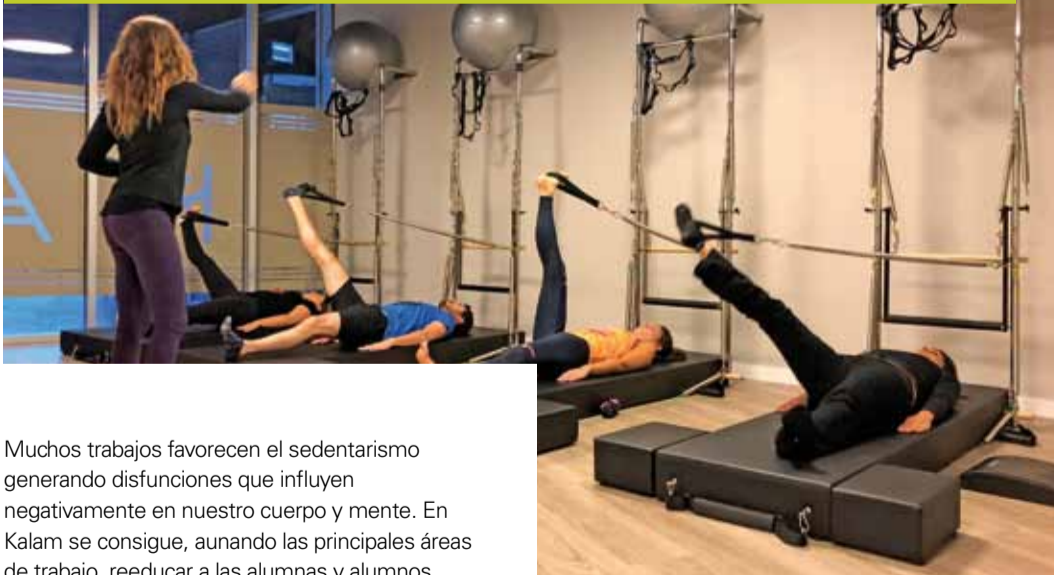 Muchos trabajos favorecen el sedentarismo
generando disfunciones que influyen
negativamente en nuestro cuerpo y mente. En
Kalam se consigue, aunando las principales áreas
de trabajo, reeducar a las alumnas y alumnos